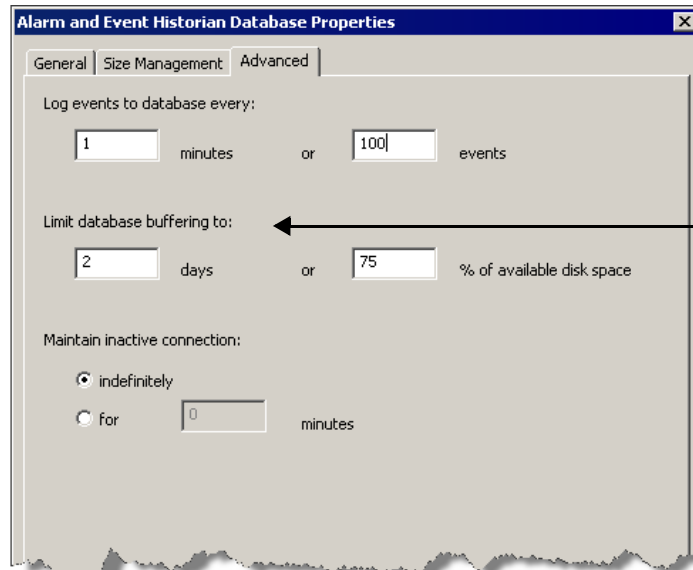 Alarm and Event Historian Database Properties
General Size Management Advanced
Log events to database every:
1 minutes or 100 events
Limit database buffering to:
2 days or 75 % of available disk space
Maintain inactive connection:
indefinitely
for 0 minutes